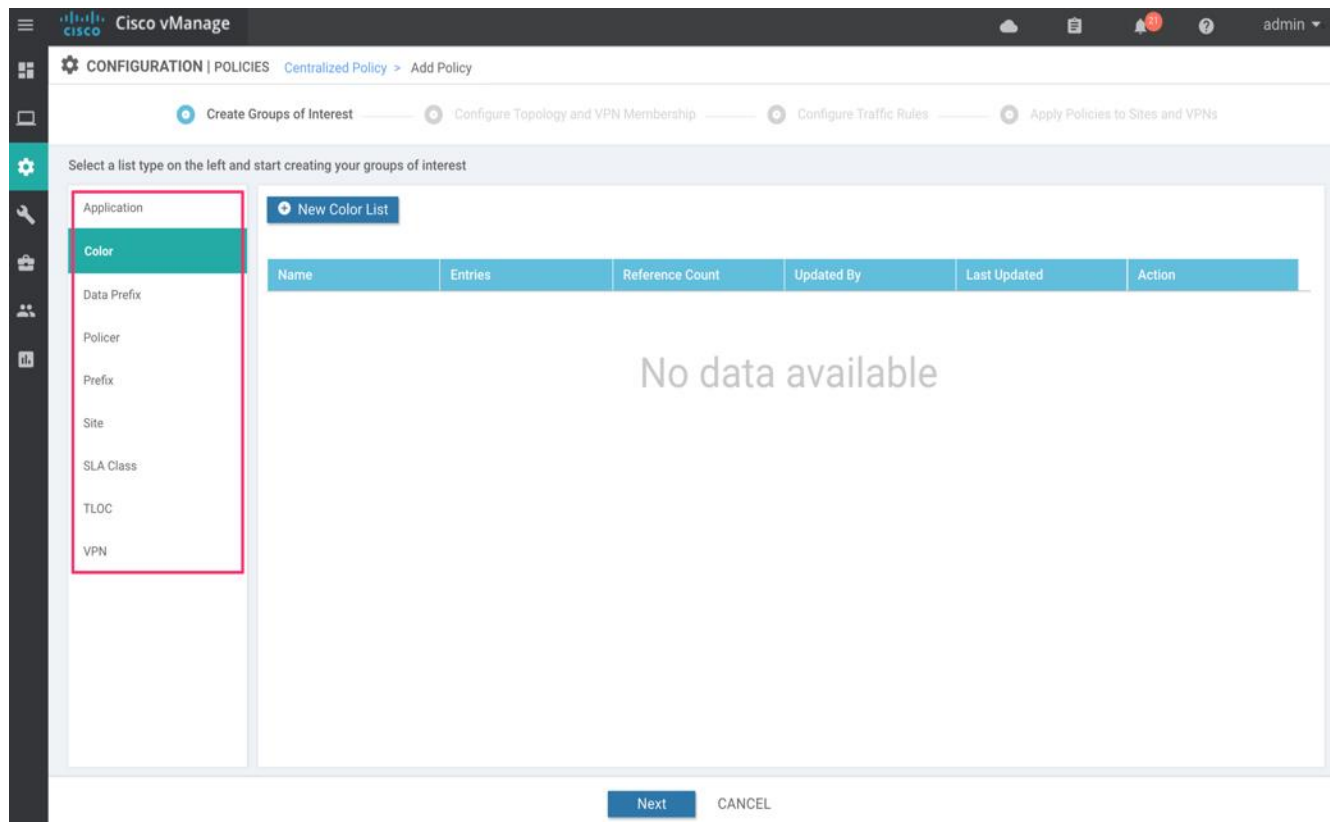 cisco Cisco vManage 21 admin
CONFIGURATION | POLICIES Centralized Policy > Add Policy
Create Groups of Interest Configure Topology and VPN Membership Configure Traffic Rules Apply Policies to Sites and VPNs
Select a list type on the left and start creating your groups of interest
Application
Color
Data Prefix
Policer
Prefix
Site
SLA Class
TLOC
VPN
New Color List
Name Entries Reference Count Updated By Last Updated Action
No data available
Next CANCEL